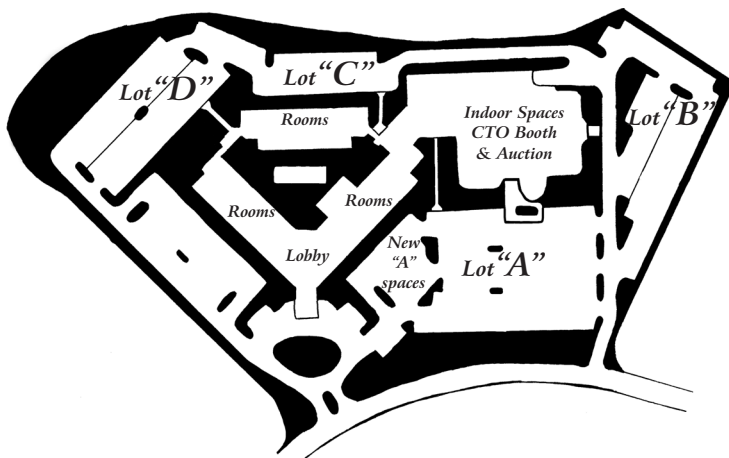 Lot "D"
Lot "C"
Rooms
Indoor Spaces
CTO Booth
& Auction
Lot "B"
Rooms
Rooms
Lobby
New
"A"
spaces
Lot "A"